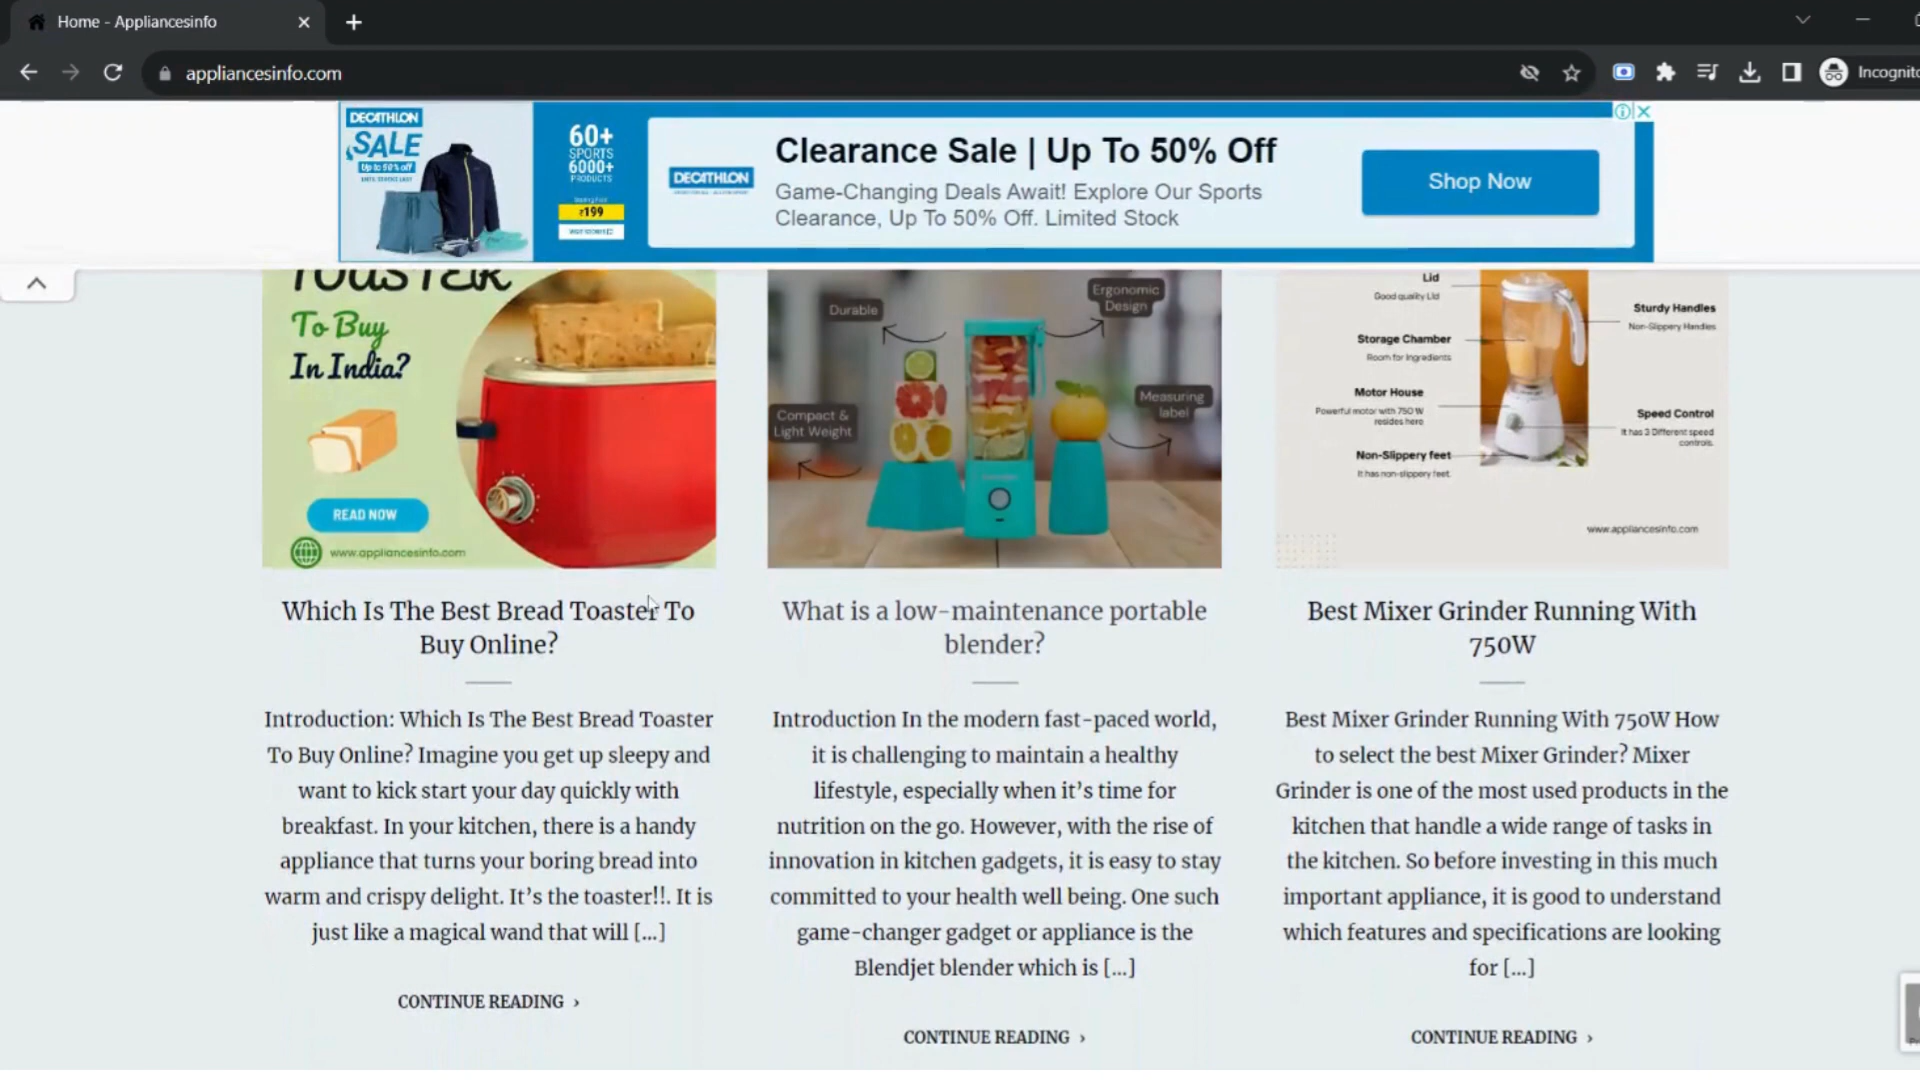 Home - Appliancesinfo
appliancesinfo.com
Incognito
DECATHLON
SALE
Up to 50% off
60+
SPORTS
6000+
PRODUCTS
₹199
DECATHLON
Clearance Sale | Up To 50% Off
Game-Changing Deals Await! Explore Our Sports
Clearance, Up To 50% Off. Limited Stock
Shop Now
TOASTER
To Buy
In India?
READ NOW
www.appliancesinfo.com
Durable
Ergonomic
Design
Compact &
Light Weight
Measuring
label
Lid
Good quality Lid
Sturdy Handles
Non-Slippery Handles
Storage Chamber
Room for Ingredients
Motor House
Powerful motor with 750 W
resides here
Speed Control
It has 3 Different speed
controls.
Non-Slippery feet
It has non-slippery feet.
www.appliancesinfo.com
Which Is The Best Bread Toaster To
Buy Online?
Introduction: Which Is The Best Bread Toaster
To Buy Online? Imagine you get up sleepy and
want to kick start your day quickly with
breakfast. In your kitchen, there is a handy
appliance that turns your boring bread into
warm and crispy delight. It’s the toaster!!. It is
just like a magical wand that will [...]
CONTINUE READING ›
What is a low-maintenance portable
blender?
Introduction In the modern fast-paced world,
it is challenging to maintain a healthy
lifestyle, especially when it’s time for
nutrition on the go. However, with the rise of
innovation in kitchen gadgets, it is easy to stay
committed to your health well being. One such
game-changer gadget or appliance is the
Blendjet blender which is [...]
CONTINUE READING ›
Best Mixer Grinder Running With
750W
Best Mixer Grinder Running With 750W How
to select the best Mixer Grinder? Mixer
Grinder is one of the most used products in the
kitchen that handle a wide range of tasks in
the kitchen. So before investing in this much
important appliance, it is good to understand
which features and specifications are looking
for [...]
CONTINUE READING ›